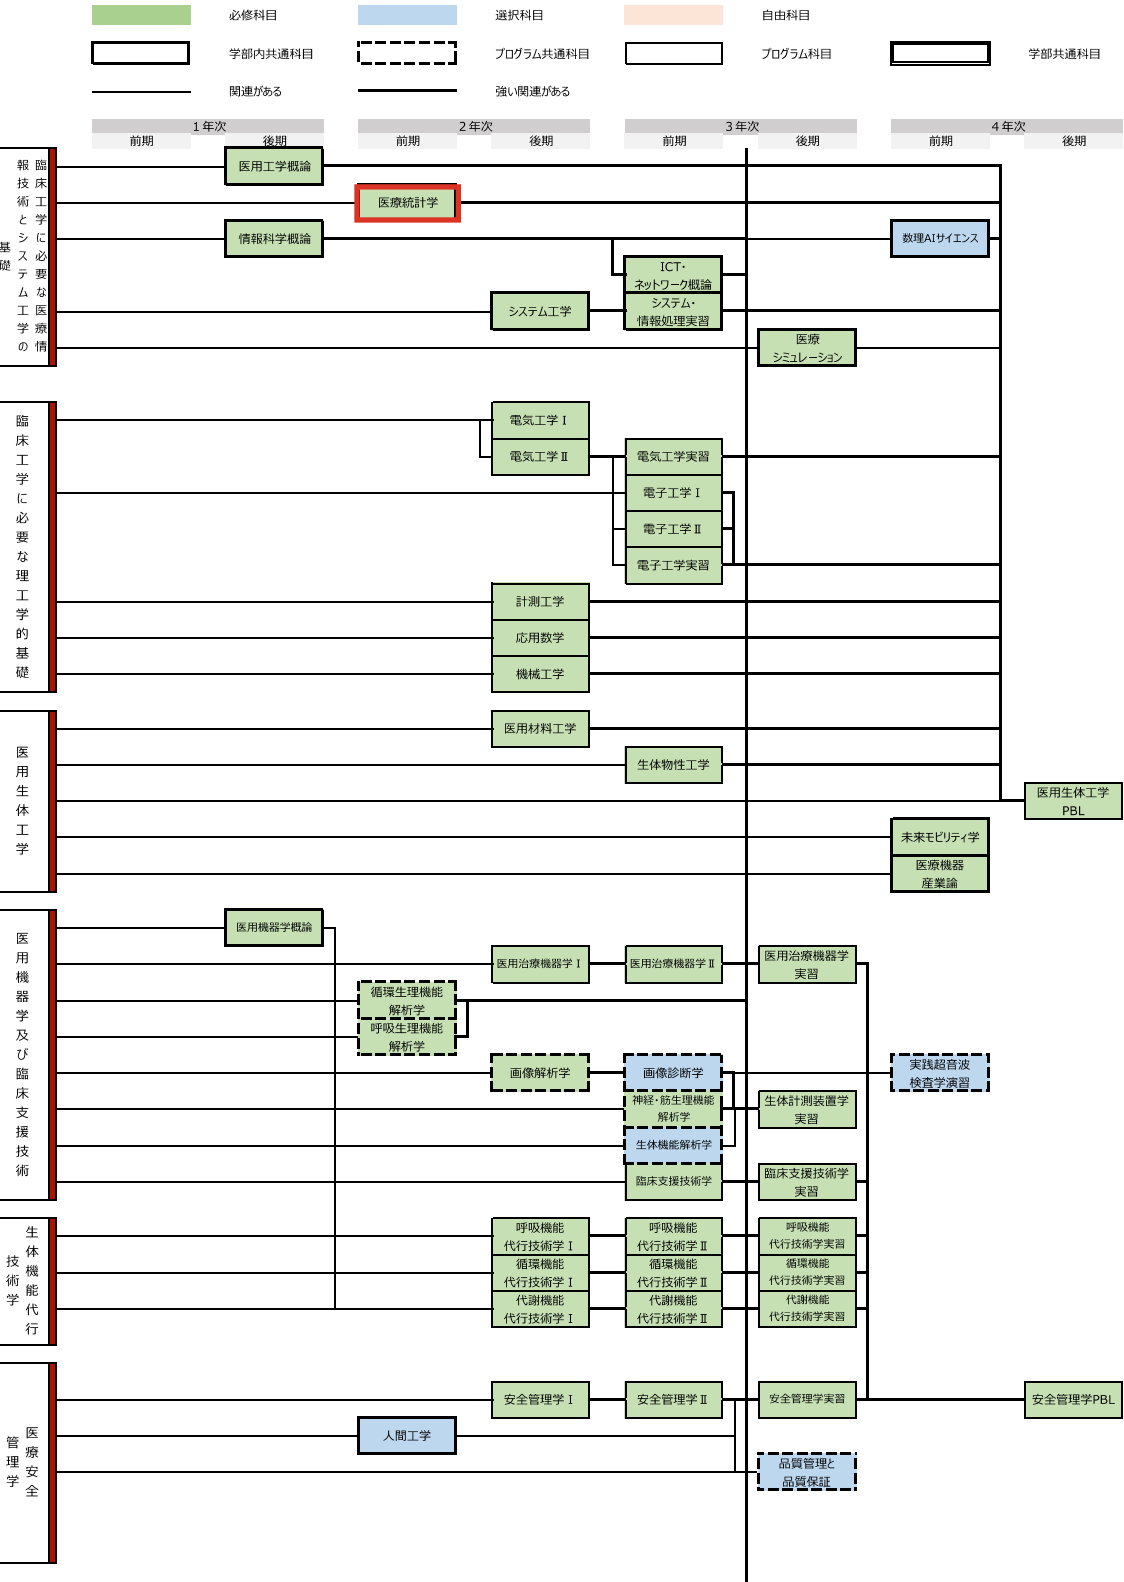 必修科目
選択科目
自由科目
学部内共通科目
プログラム共通科目
プログラム科目
学部共通科目
関連がある
強い関連がある
1 年次
2 年次
3 年次
4 年次
前期
後期
前期
後期
前期
後期
前期
後期
臨床工学に必要な医療情
報技術とシステム工学の
基礎
医用工学概論
医療統計学
情報科学概論
数理AIサイエンス
ICT・
ネットワーク概論
システム工学
システム・
情報処理実習
医療
シミュレーション
臨床工学に必要な理工学的基礎
電気工学 I
電気工学 II
電気工学実習
電子工学 I
電子工学 II
電子工学実習
計測工学
応用数学
機械工学
医用生体工学
医用材料工学
生体物性工学
医用生体工学
PBL
未来モビリティ学
医療機器
産業論
医用機器学及び臨床支援技術
医用機器学概論
医用治療機器学 I
医用治療機器学 II
医用治療機器学
実習
循環生理機能
解析学
呼吸生理機能
解析学
画像解析学
画像診断学
実践超音波
検査学演習
神経・筋生理機能
解析学
生体計測装置学
実習
生体機能解析学
臨床支援技術学
臨床支援技術学
実習
生体機能代行
技術学
呼吸機能
代行技術学 I
呼吸機能
代行技術学 II
呼吸機能
代行技術学実習
循環機能
代行技術学 I
循環機能
代行技術学 II
循環機能
代行技術学実習
代謝機能
代行技術学 I
代謝機能
代行技術学 II
代謝機能
代行技術学実習
医療安全
管理学
安全管理学 I
安全管理学 II
安全管理学実習
安全管理学PBL
人間工学
品質管理と
品質保証